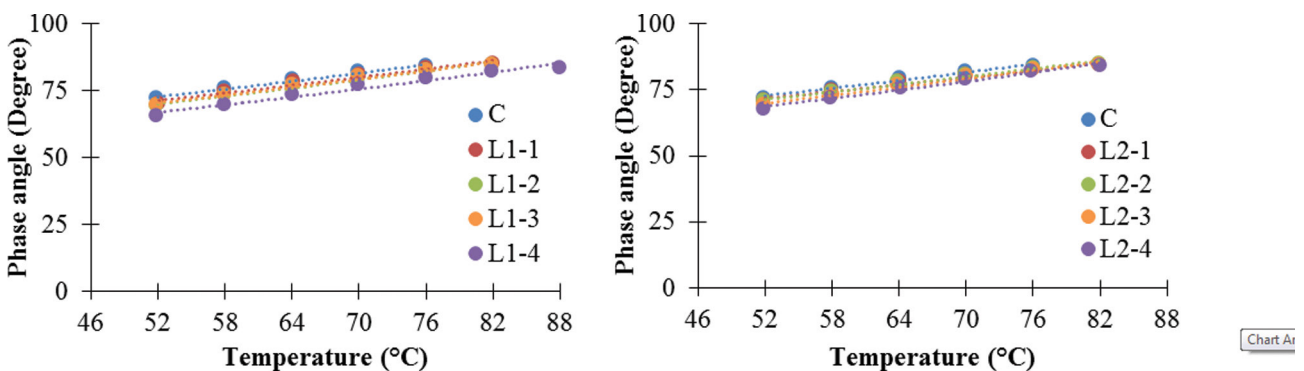 Phase angle (Degree)
100
75
50
25
0
46 52 58 64 70 76 82 88
Temperature (°C)
C
L1-1
L1-2
L1-3
L1-4
Phase angle (Degree)
100
75
50
25
0
46 52 58 64 70 76 82 88
Temperature (°C)
C
L2-1
L2-2
L2-3
L2-4
Chart